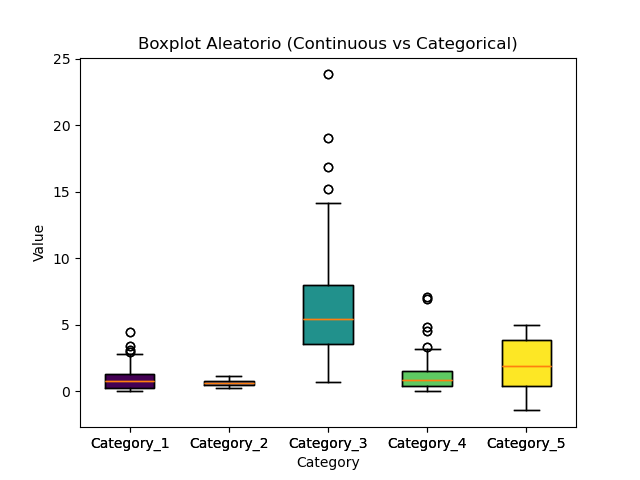 Boxplot Aleatorio (Continuous vs Categorical)
25
20
15
10
5
0
Value
Category_1 Category_2 Category_3 Category_4 Category_5
Category